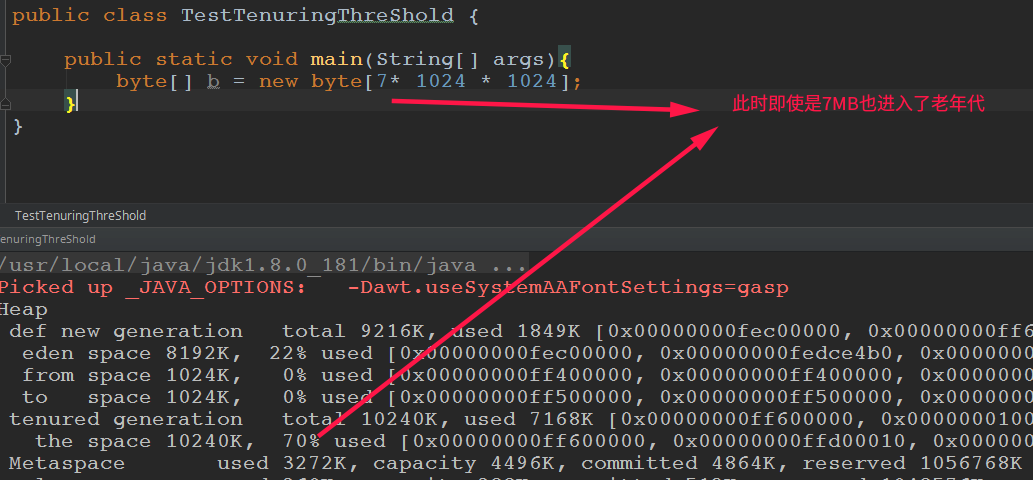 public class TestTenuringThreShold {
public static void main(String[] args){
byte[] b = new byte[7* 1024 * 1024];
}
此时即使是7MB也进入了老年代
}
TestTenuringThreShold
enuringThreShold
/usr/local/java/jdk1.8.0_181/bin/java ...
Picked up _JAVA_OPTIONS: -Dawt.useSystemAAFontSettings=gasp
Heap
def new generation total 9216K, used 1849K [0x00000000fec00000, 0x00000000ff6
eden space 8192K, 22% used [0x00000000fec00000, 0x00000000fedce4b0, 0x0000000
from space 1024K, 0% used [0x00000000ff400000, 0x00000000ff400000, 0x0000000
to space 1024K, 0% used [0x00000000ff500000, 0x00000000ff500000, 0x0000000
tenured generation total 10240K, used 7168K [0x00000000ff600000, 0x0000000100
the space 10240K, 70% used [0x00000000ff600000, 0x00000000ffd00010, 0x0000000
Metaspace used 3272K, capacity 4496K, committed 4864K, reserved 1056768K